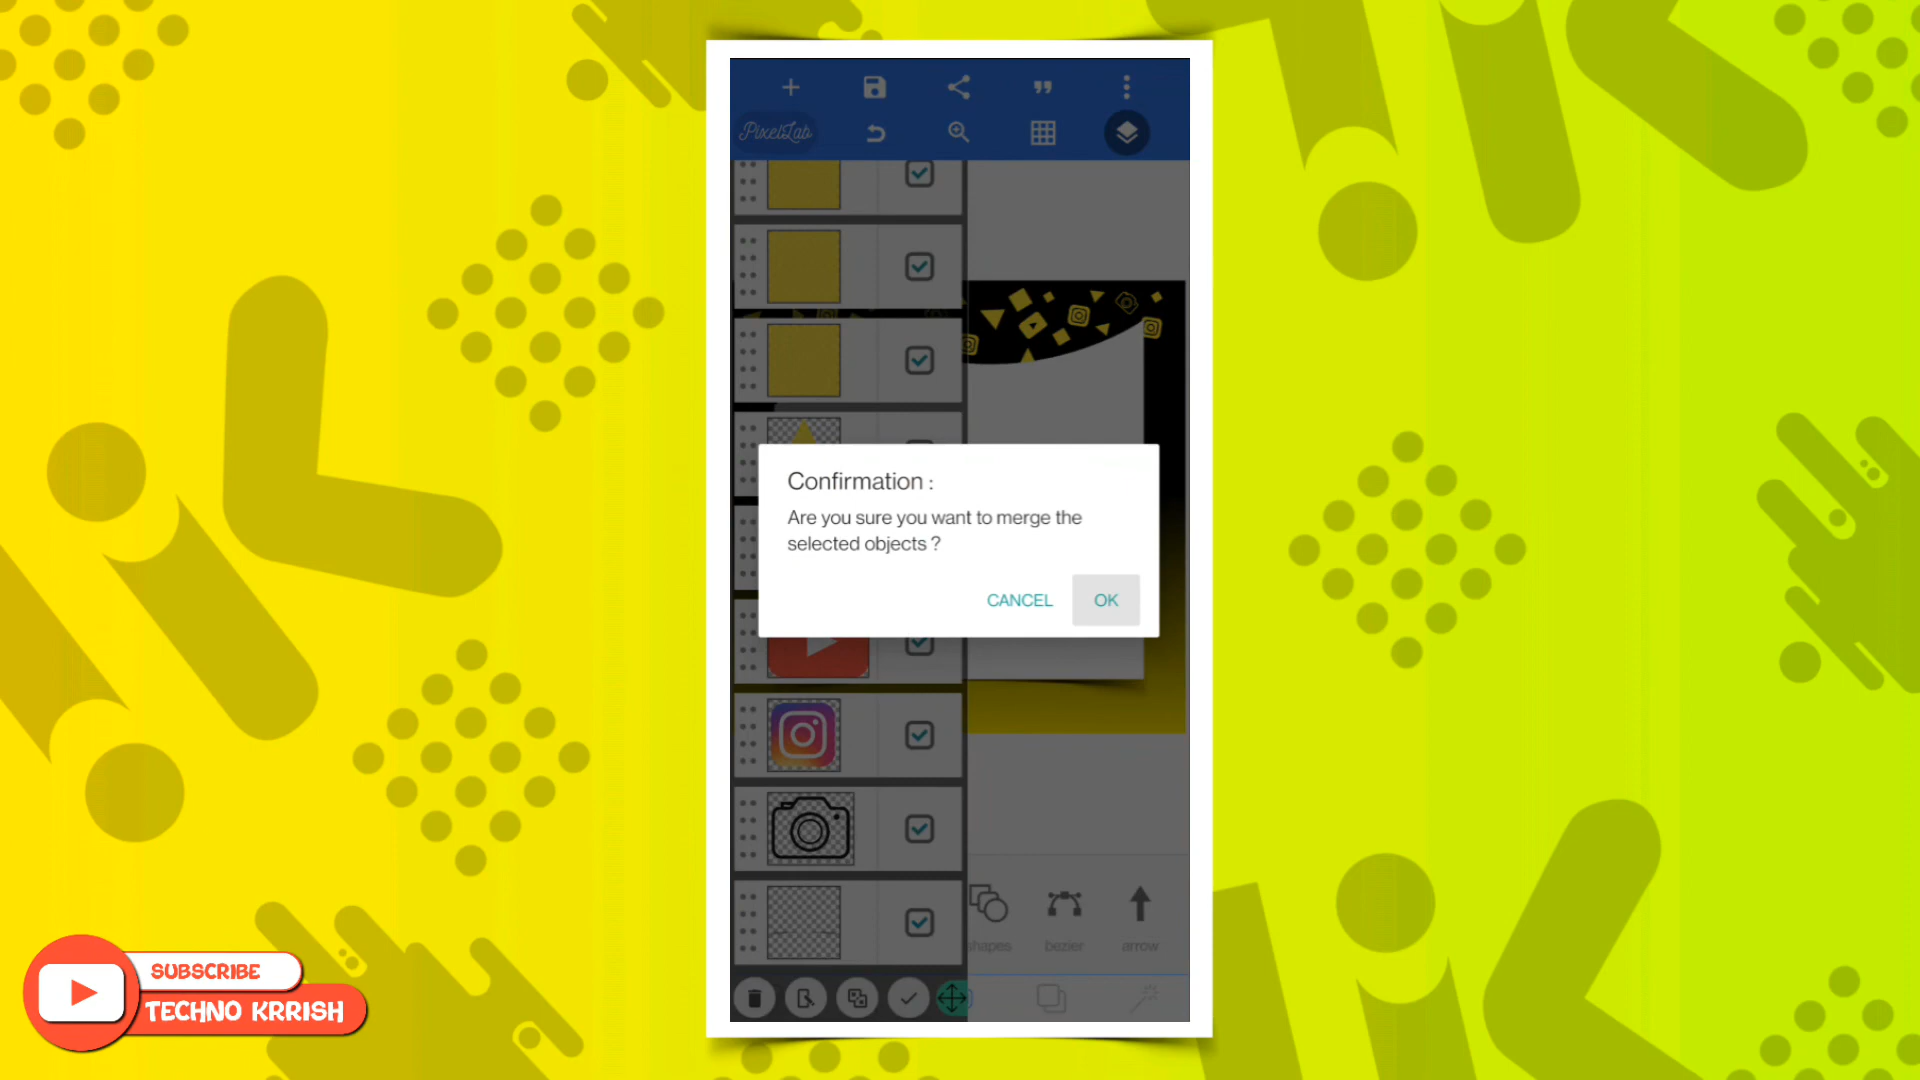 PixelLab
Confirmation :
Are you sure you want to merge the
selected objects ?
CANCEL OK
shapes bezier arrow
SUBSCRIBE
TECHNO KRRISH